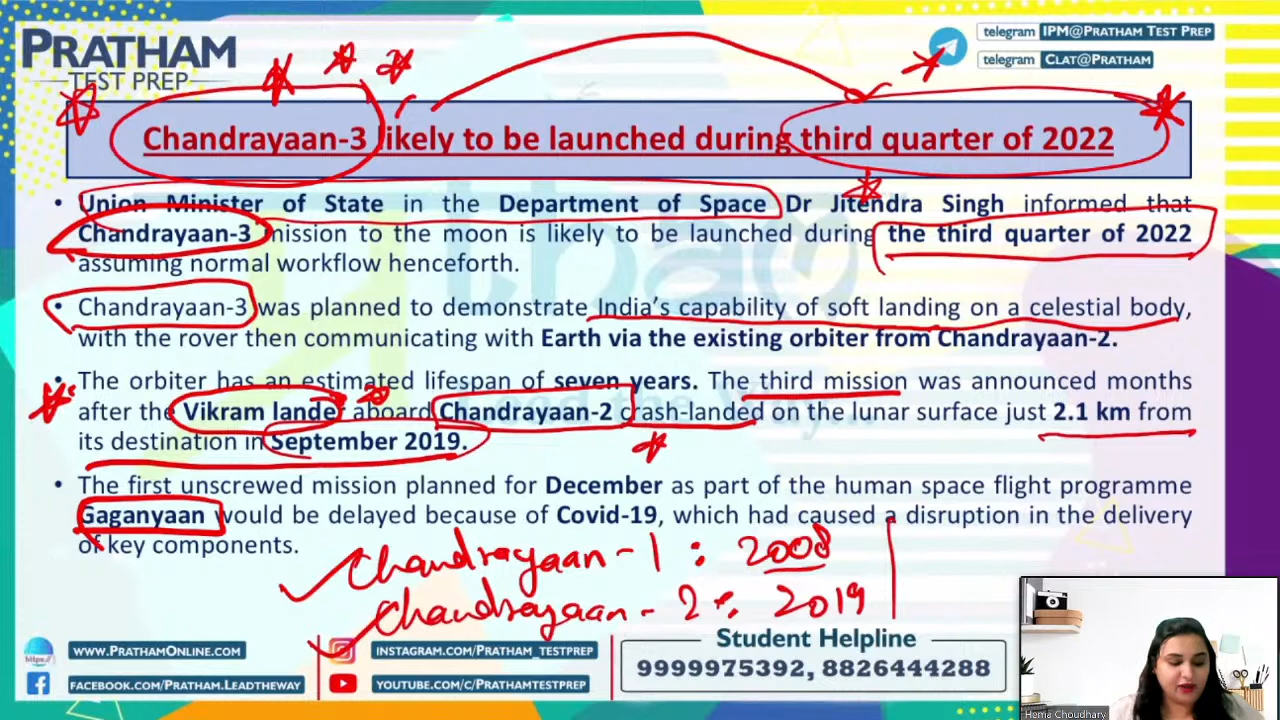 PRATHAM
TEST PREP
telegram IPM@PRATHAM TEST PREP
telegram CLAT@PRATHAM
Chandrayaan-3 likely to be launched during third quarter of 2022
• Union Minister of State in the Department of Space Dr Jitendra Singh informed that
Chandrayaan-3 mission to the moon is likely to be launched during the third quarter of 2022
assuming normal workflow henceforth.
• Chandrayaan-3 was planned to demonstrate India's capability of soft landing on a celestial body,
with the rover then communicating with Earth via the existing orbiter from Chandrayaan-2.
• The orbiter has an estimated lifespan of seven years. The third mission was announced months
after the Vikram lander aboard Chandrayaan-2 crash-landed on the lunar surface just 2.1 km from
its destination in September 2019.
• The first unscrewed mission planned for December as part of the human space flight programme
Gaganyaan would be delayed because of Covid-19, which had caused a disruption in the delivery
of key components.
Chandrayaan-1 : 2008
Chandrayaan-2 : 2019
https://
WWW.PRATHAMONLINE.COM
FACEBOOK.COM/PRATHAM.LEADTHEWAY
INSTAGRAM.COM/PRATHAM_TESTPREP
YOUTUBE.COM/C/PRATHAMTESTPREP
Student Helpline
9999975392, 8826444288
Hema Choudhary